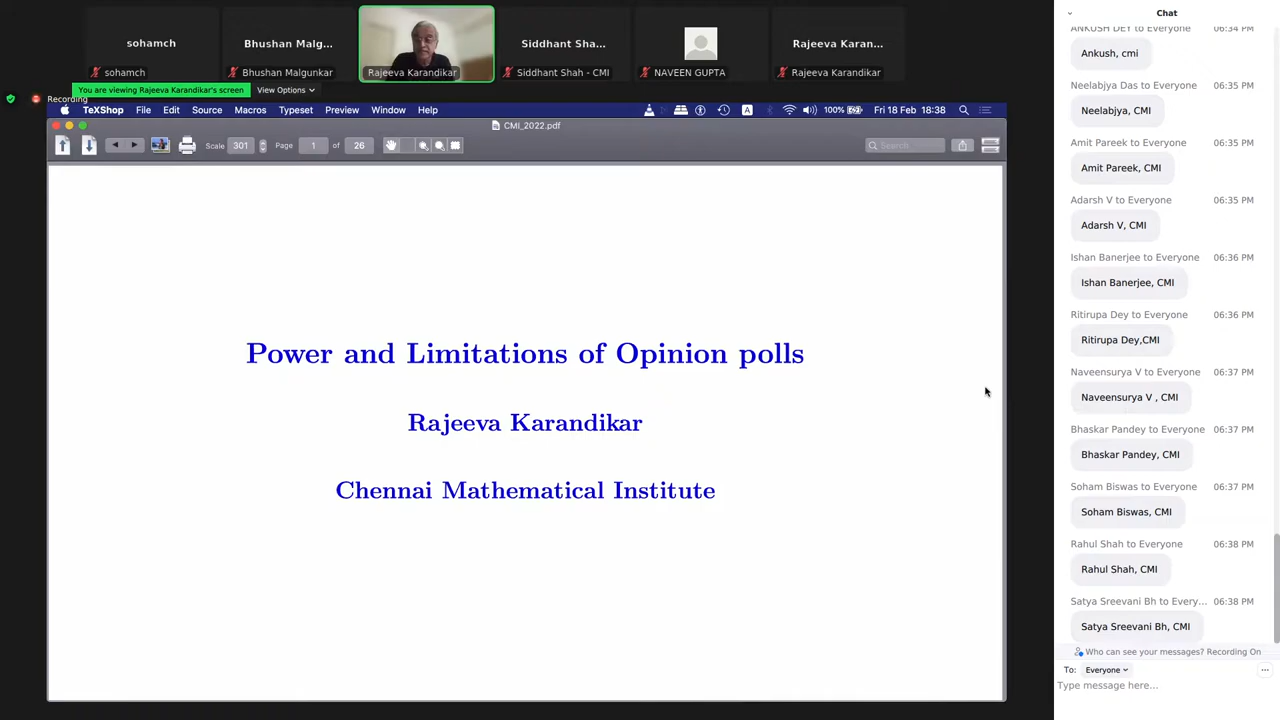 sohamch
Bhushan Malg...
Siddhant Sha...
Rajeeva Karan...
sohamch
Bhushan Malgunkar
Rajeeva Karandikar
Siddhant Shah - CMI
NAVEEN GUPTA
Rajeeva Karandikar
You are viewing Rajeeva Karandikar's screen
View Options
Recording
TeXShop File Edit Source Macros Typeset Preview Window Help
A 100% Fri 18 Feb 18:38
CMI_2022.pdf
Scale 301 Page 1 of 26
Search
Power and Limitations of Opinion polls
Rajeeva Karandikar
Chennai Mathematical Institute
Chat
ANKUSH DEY to Everyone 06:34 PM
Ankush, cmi
Neelabjya Das to Everyone 06:35 PM
Neelabjya, CMI
Amit Pareek to Everyone 06:35 PM
Amit Pareek, CMI
Adarsh V to Everyone 06:35 PM
Adarsh V, CMI
Ishan Banerjee to Everyone 06:36 PM
Ishan Banerjee, CMI
Ritirupa Dey to Everyone 06:36 PM
Ritirupa Dey,CMI
Naveensurya V to Everyone 06:37 PM
Naveensurya V , CMI
Bhaskar Pandey to Everyone 06:37 PM
Bhaskar Pandey, CMI
Soham Biswas to Everyone 06:37 PM
Soham Biswas, CMI
Rahul Shah to Everyone 06:38 PM
Rahul Shah, CMI
Satya Sreevani Bh to Every... 06:38 PM
Satya Sreevani Bh, CMI
Who can see your messages? Recording On
To: Everyone
Type message here...